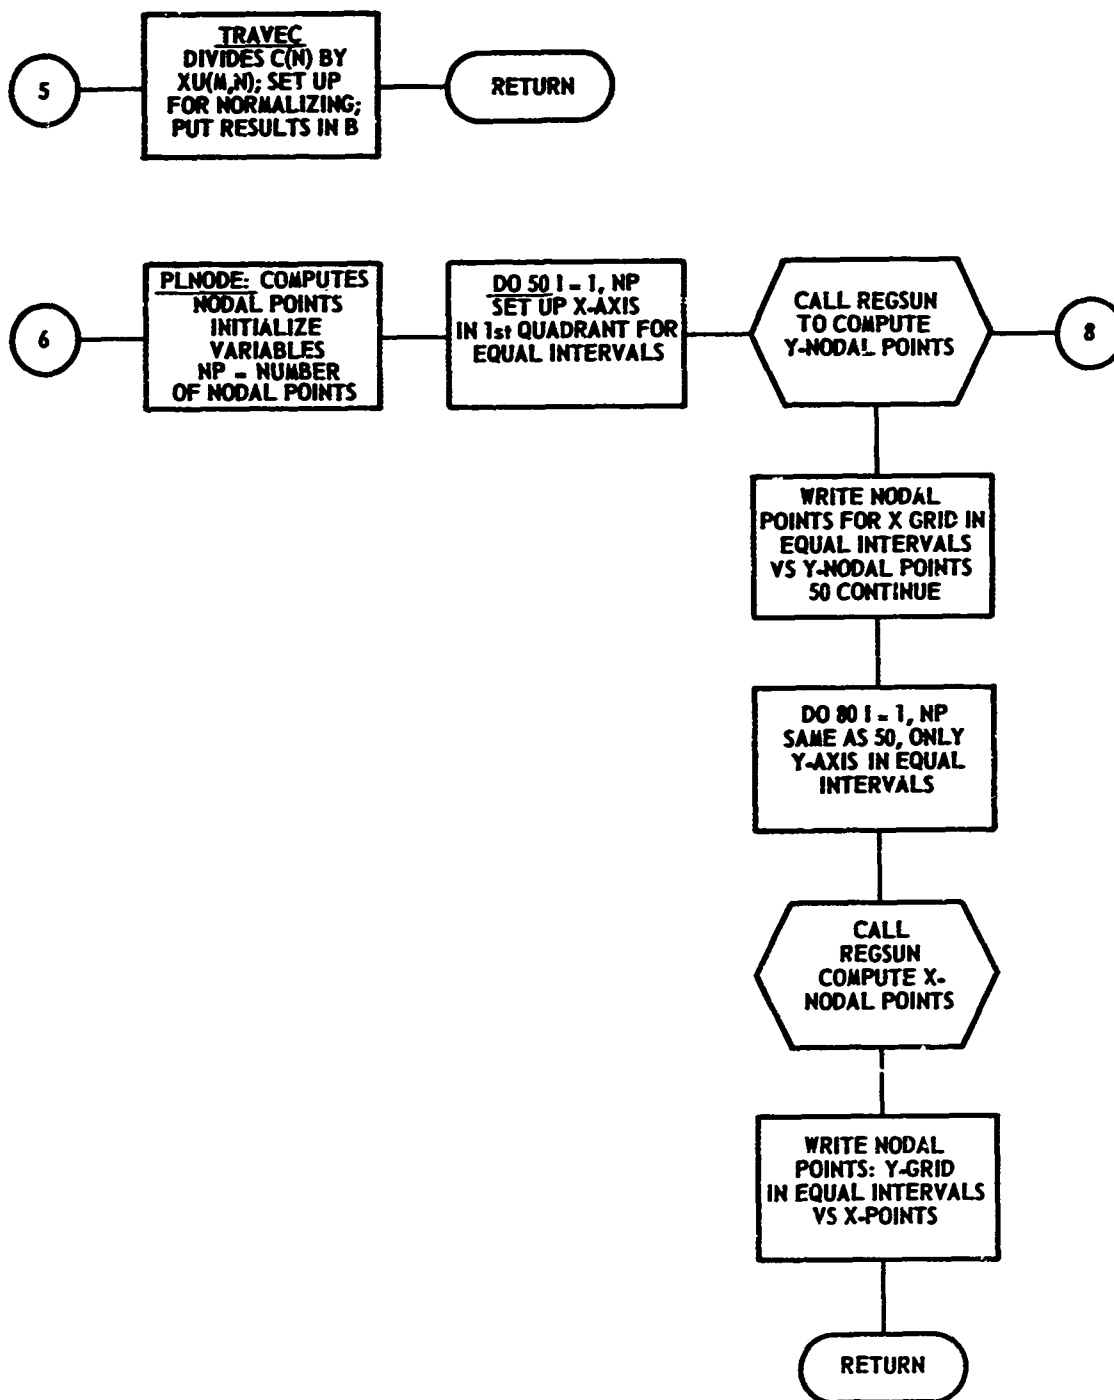 5
TRAVEC
DIVIDES C(N) BY
XU(M,N); SET UP
FOR NORMALIZING;
PUT RESULTS IN B
RETURN
6
PLNODE: COMPUTES
NODAL POINTS
INITIALIZE
VARIABLES
NP = NUMBER
OF NODAL POINTS
DO 50 I = 1, NP
SET UP X-AXIS
IN 1st QUADRANT FOR
EQUAL INTERVALS
CALL REGSUN
TO COMPUTE
Y-NODAL POINTS
8
WRITE NODAL
POINTS FOR X GRID IN
EQUAL INTERVALS
VS Y-NODAL POINTS
50 CONTINUE
DO 80 I = 1, NP
SAME AS 50, ONLY
Y-AXIS IN EQUAL
INTERVALS
CALL
REGSUN
COMPUTE X-
NODAL POINTS
WRITE NODAL
POINTS: Y-GRID
IN EQUAL INTERVALS
VS X-POINTS
RETURN